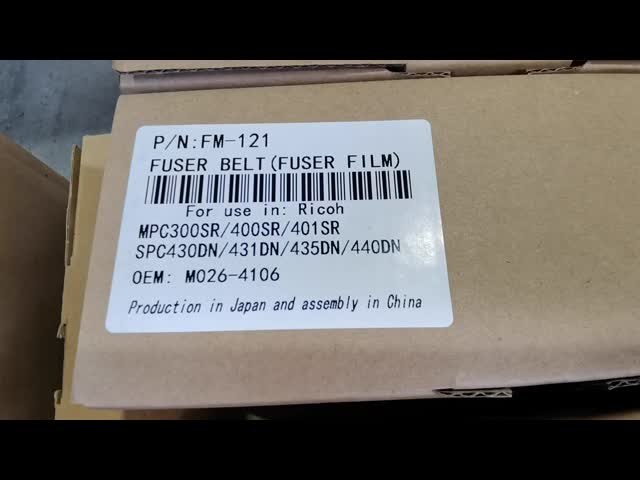 P/N:FM-121
FUSER BELT(FUSER FILM)
For use in: Ricoh
MPC300SR/400SR/401SR
SPC430DN/431DN/435DN/440DN
OEM: M026-4106
Production in Japan and assembly in China